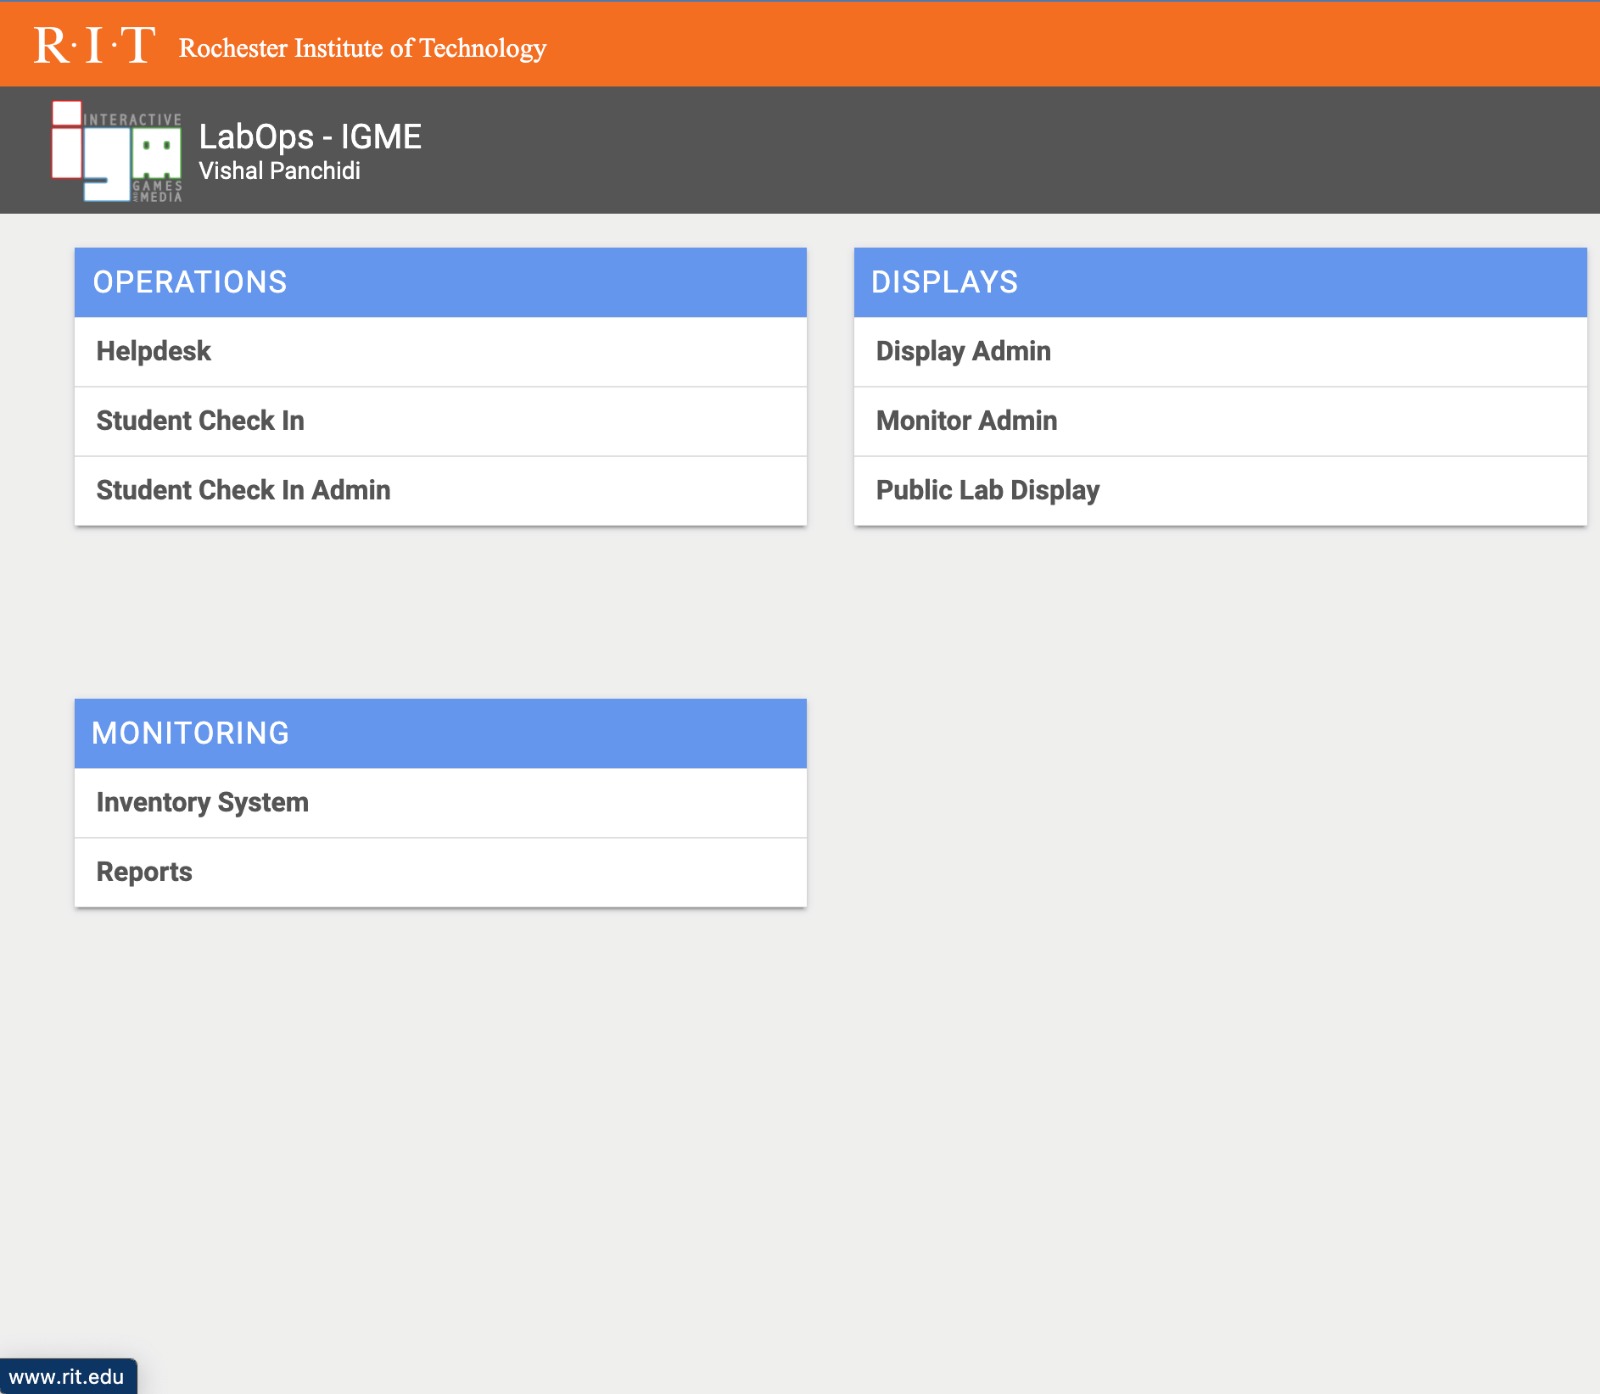 R·I·T Rochester Institute of Technology
INTERACTIVE
GAMES
AND MEDIA
LabOps - IGME
Vishal Panchidi
OPERATIONS
Helpdesk
Student Check In
Student Check In Admin
DISPLAYS
Display Admin
Monitor Admin
Public Lab Display
MONITORING
Inventory System
Reports
www.rit.edu